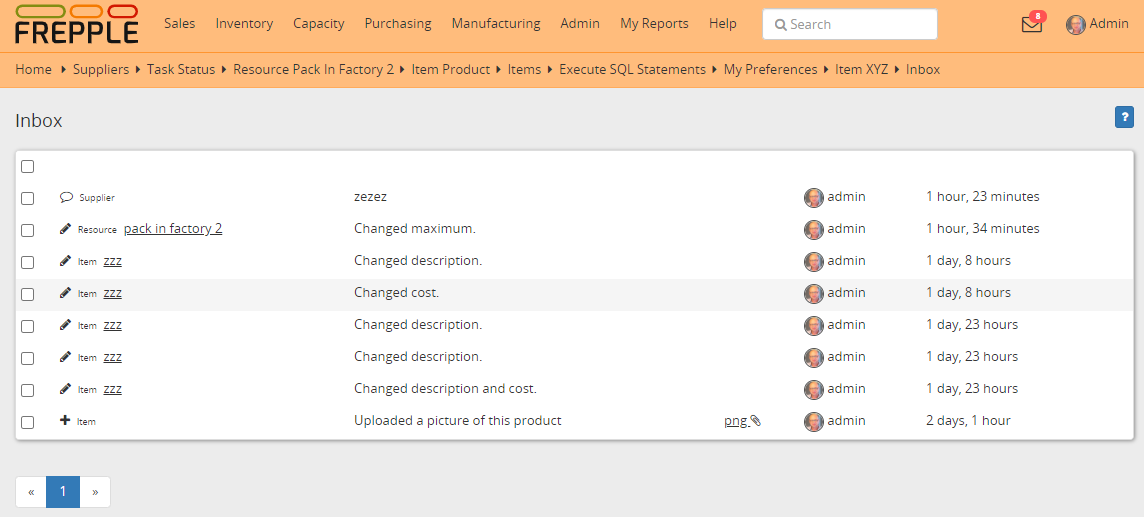 FREPPLE Sales Inventory Capacity Purchasing Manufacturing Admin My Reports Help Search 8 Admin
Home Suppliers Task Status Resource Pack In Factory 2 Item Product Items Execute SQL Statements My Preferences Item XYZ Inbox
Inbox ?
Supplier zezez admin 1 hour, 23 minutes
Resource pack in factory 2 Changed maximum. admin 1 hour, 34 minutes
Item zzz Changed description. admin 1 day, 8 hours
Item zzz Changed cost. admin 1 day, 8 hours
Item zzz Changed description. admin 1 day, 23 hours
Item zzz Changed description. admin 1 day, 23 hours
Item zzz Changed description and cost. admin 1 day, 23 hours
Item Uploaded a picture of this product png admin 2 days, 1 hour
« 1 »